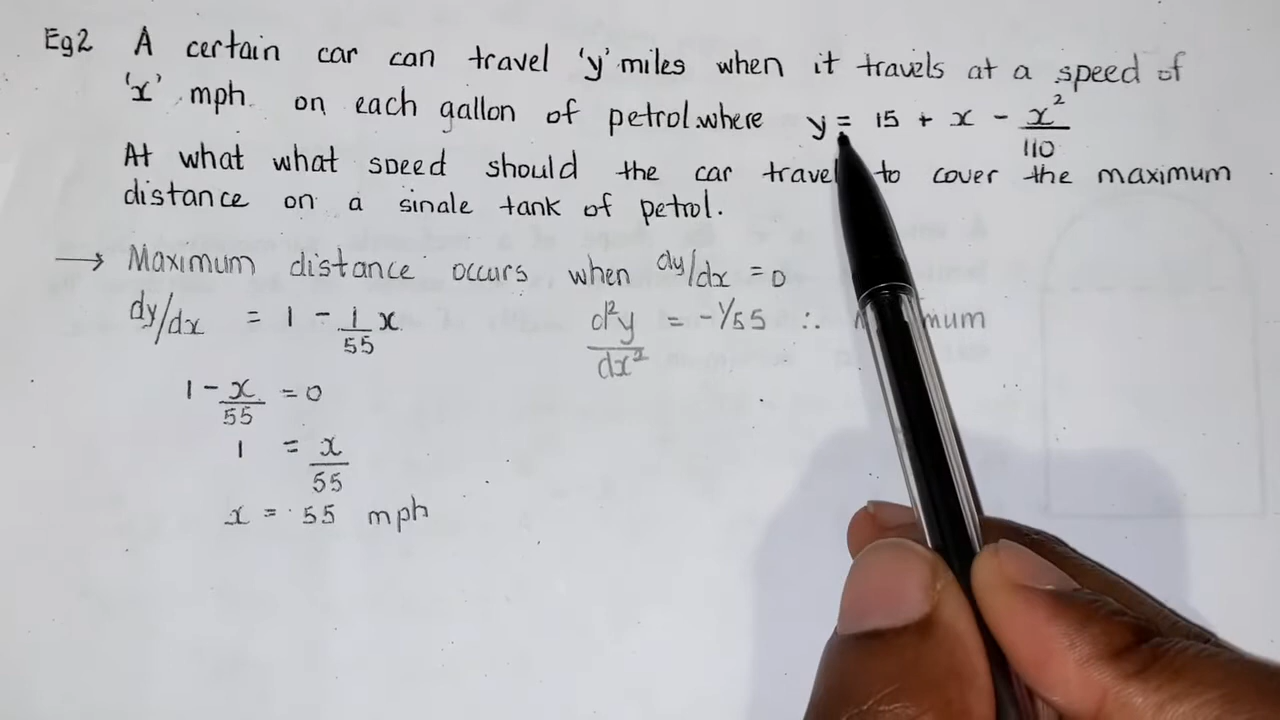 Eg2 A certain car can travel 'y' miles when it travels at a speed of
'x' mph on each gallon of petrol.where y = 15 + x - x²/110
At what what speed should the car travel to cover the maximum
distance on a single tank of petrol.
→ Maximum distance occurs when dy/dx = 0
dy/dx = 1 - 1/55 x
d²y/dx² = -1/55 ∴
1 - x/55 = 0
1 = x/55
x = 55 mph